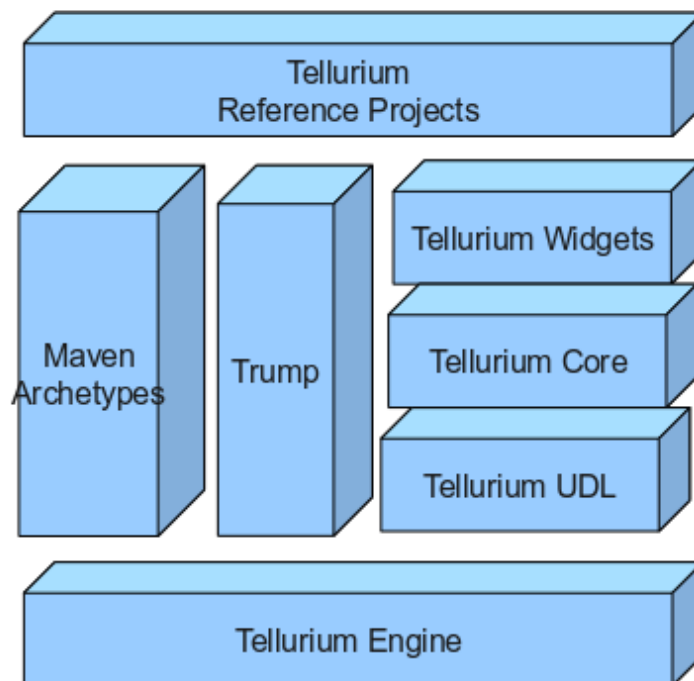 Tellurium
Reference Projects
Maven
Archetypes
Trump
Tellurium Widgets
Tellurium Core
Tellurium UDL
Tellurium Engine